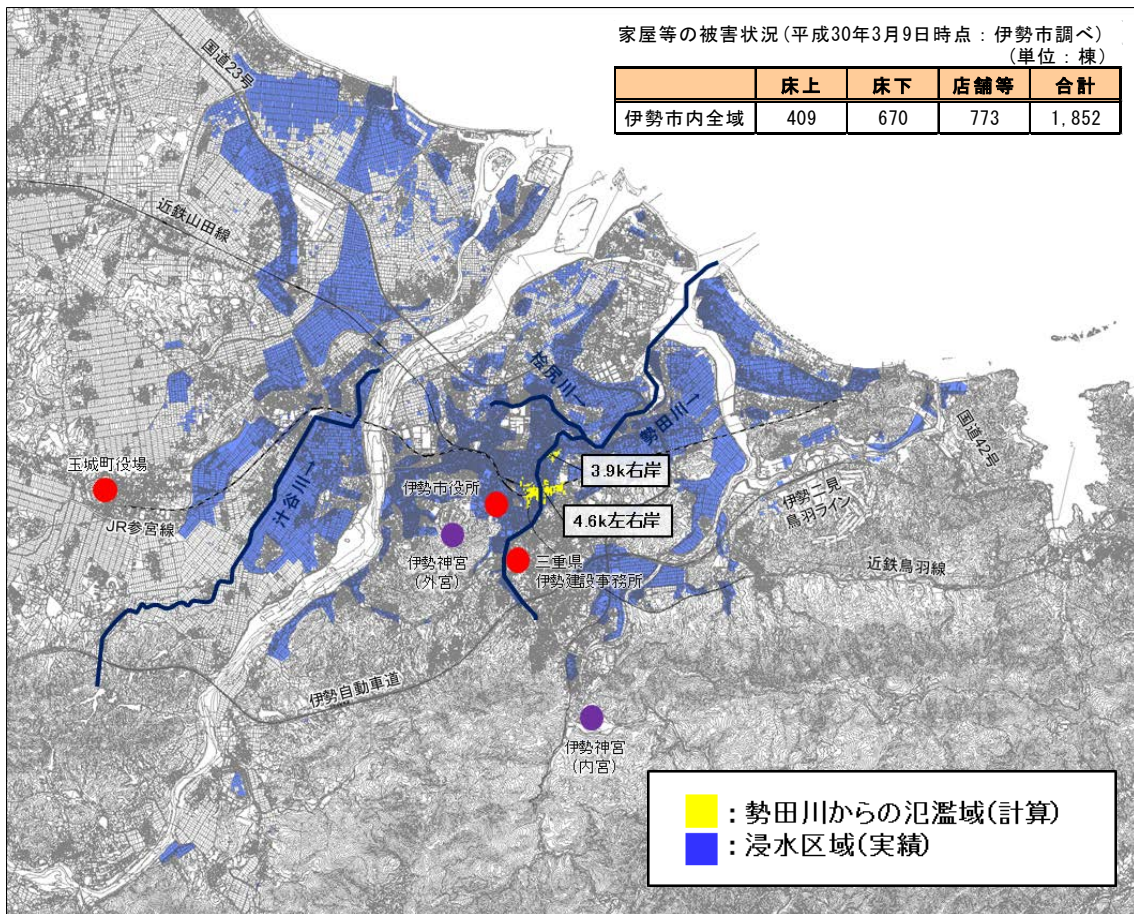 家屋等の被害状況(平成30年3月9日時点：伊勢市調べ)
(単位：棟)
床上 床下 店舗等 合計
伊勢市内全域 409 670 773 1,852
国道23号
近鉄山田線
桧尻川→
勢田川→
汁谷川→
3.9k右岸
4.6k左右岸
玉城町役場
JR参宮線
伊勢市役所
伊勢神宮
(外宮)
三重県
伊勢建設事務所
国道42号
伊勢二見
鳥羽ライン
近鉄鳥羽線
伊勢自動車道
伊勢神宮
(内宮)
：勢田川からの氾濫域(計算)
：浸水区域(実績)